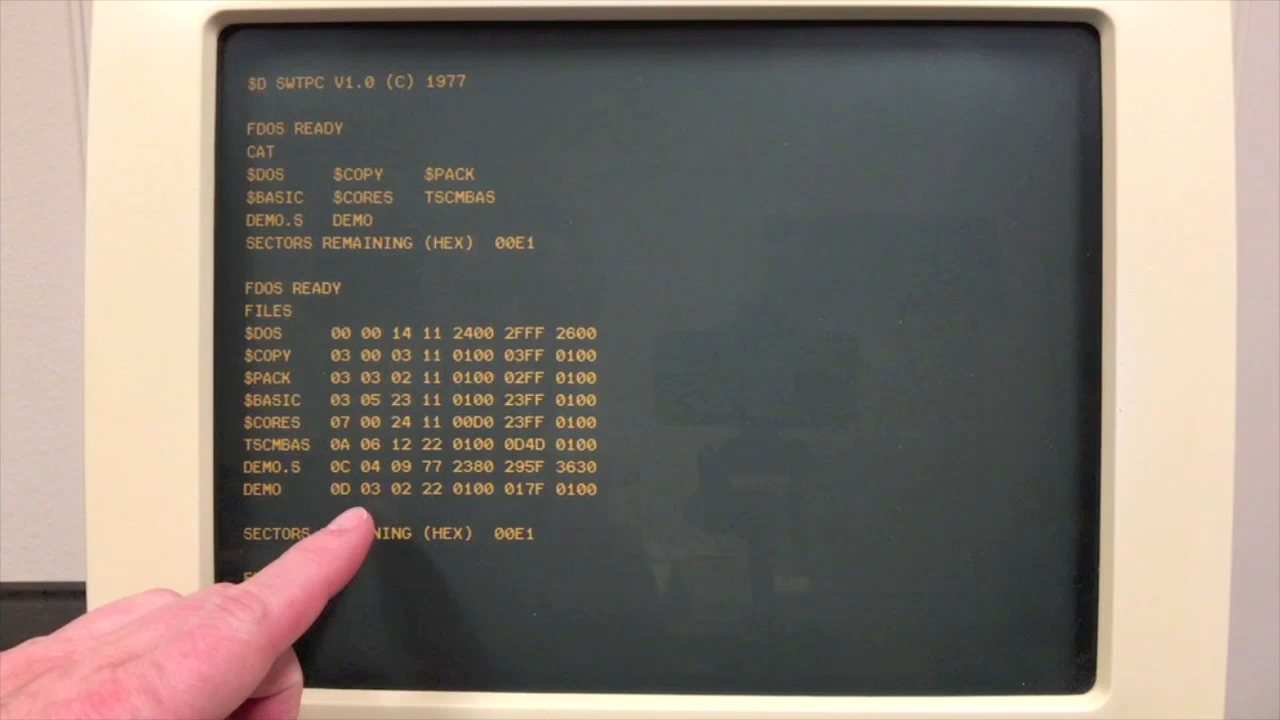 $D SWTPC V1.0 (C) 1977
FDOS READY
CAT
$DOS $COPY $PACK
$BASIC $CORES TSCMBAS
DEMO.S DEMO
SECTORS REMAINING (HEX) 00E1
FDOS READY
FILES
$DOS 00 00 14 11 2400 2FFF 2600
$COPY 03 00 03 11 0100 03FF 0100
$PACK 03 03 02 11 0100 02FF 0100
$BASIC 03 05 23 11 0100 23FF 0100
$CORES 07 00 24 11 00D0 23FF 0100
TSCMBAS 0A 06 12 22 0100 0D4D 0100
DEMO.S 0C 04 09 77 2380 295F 3630
DEMO 0D 03 02 22 0100 017F 0100
SECTORS NING (HEX) 00E1